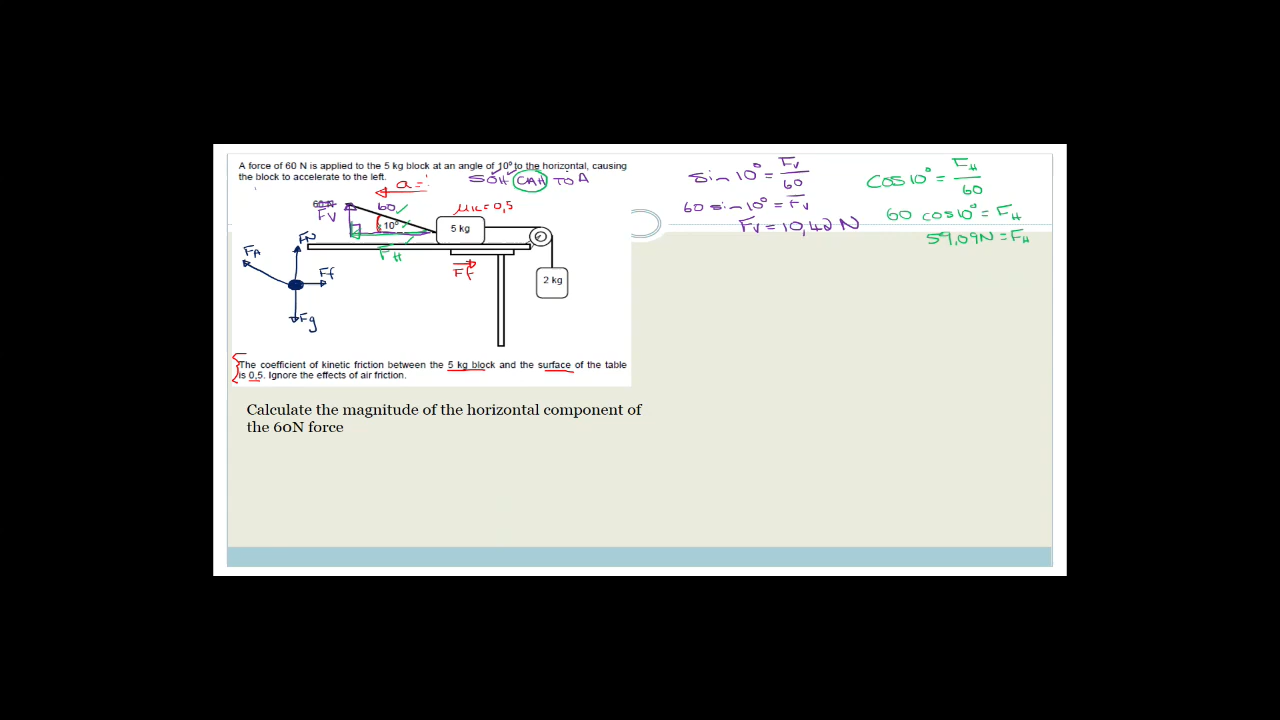 A force of 60 N is applied to the 5 kg block at an angle of 10⁰ to the horizontal, causing
the block to accelerate to the left.
SOH CAH TOA
a = ?
60 N
60
Fv
10⁰
FH
μk = 0,5
5 kg
Ff
2 kg
FN
FA
Ff
Fg
The coefficient of kinetic friction between the 5 kg block and the surface of the table
is 0,5. Ignore the effects of air friction.
Calculate the magnitude of the horizontal component of
the 60N force
sin 10° = Fv/60
60 sin 10° = Fv
Fv = 10,42 N
cos 10° = FH/60
60 cos 10° = FH
59,09N = FH